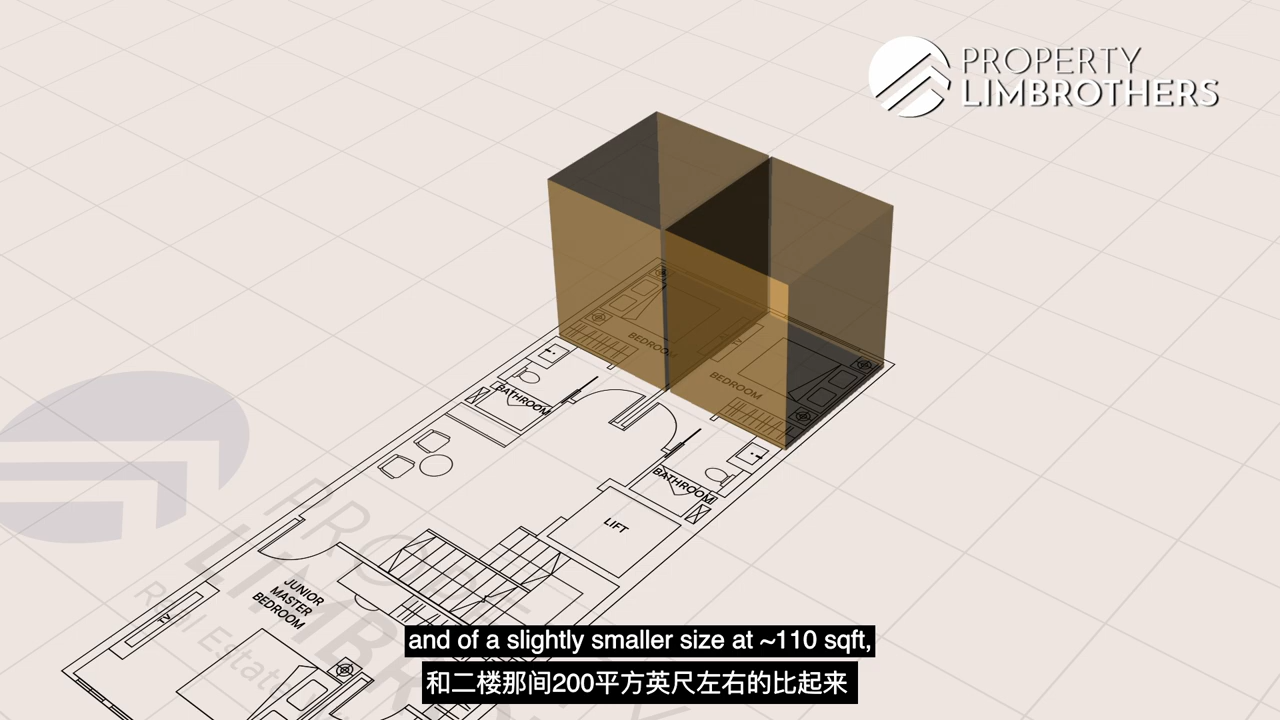 PROPERTY
LIMBROTHERS
BEDROOM
BEDROOM
BATHROOM
BATHROOM
LIFT
JUNIOR
MASTER
BEDROOM
TV
and of a slightly smaller size at ~110 sqft,
和二楼那间200平方英尺左右的比起来